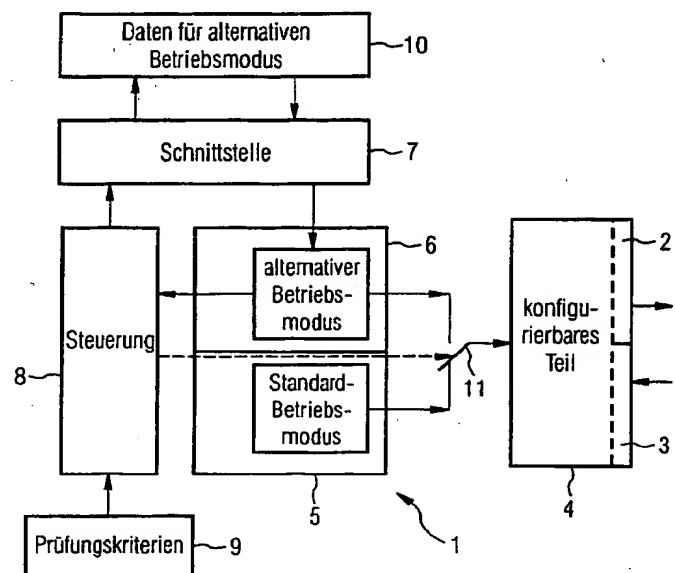 Daten für alternativen
Betriebsmodus
10
Schnittstelle
7
6
2
alternativer
Betriebs-
modus
konfigu-
rierbares
Teil
Steuerung
8
11
Standard-
Betriebs-
modus
3
5
4
1
Prüfungskriterien
9